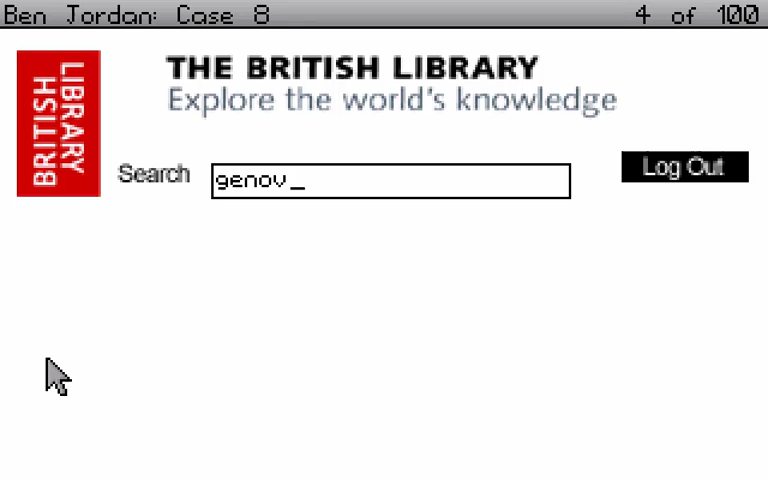 Ben Jordan: Case 8 4 of 100
BRITISH LIBRARY
THE BRITISH LIBRARY
Explore the world's knowledge
Search genov_ Log Out